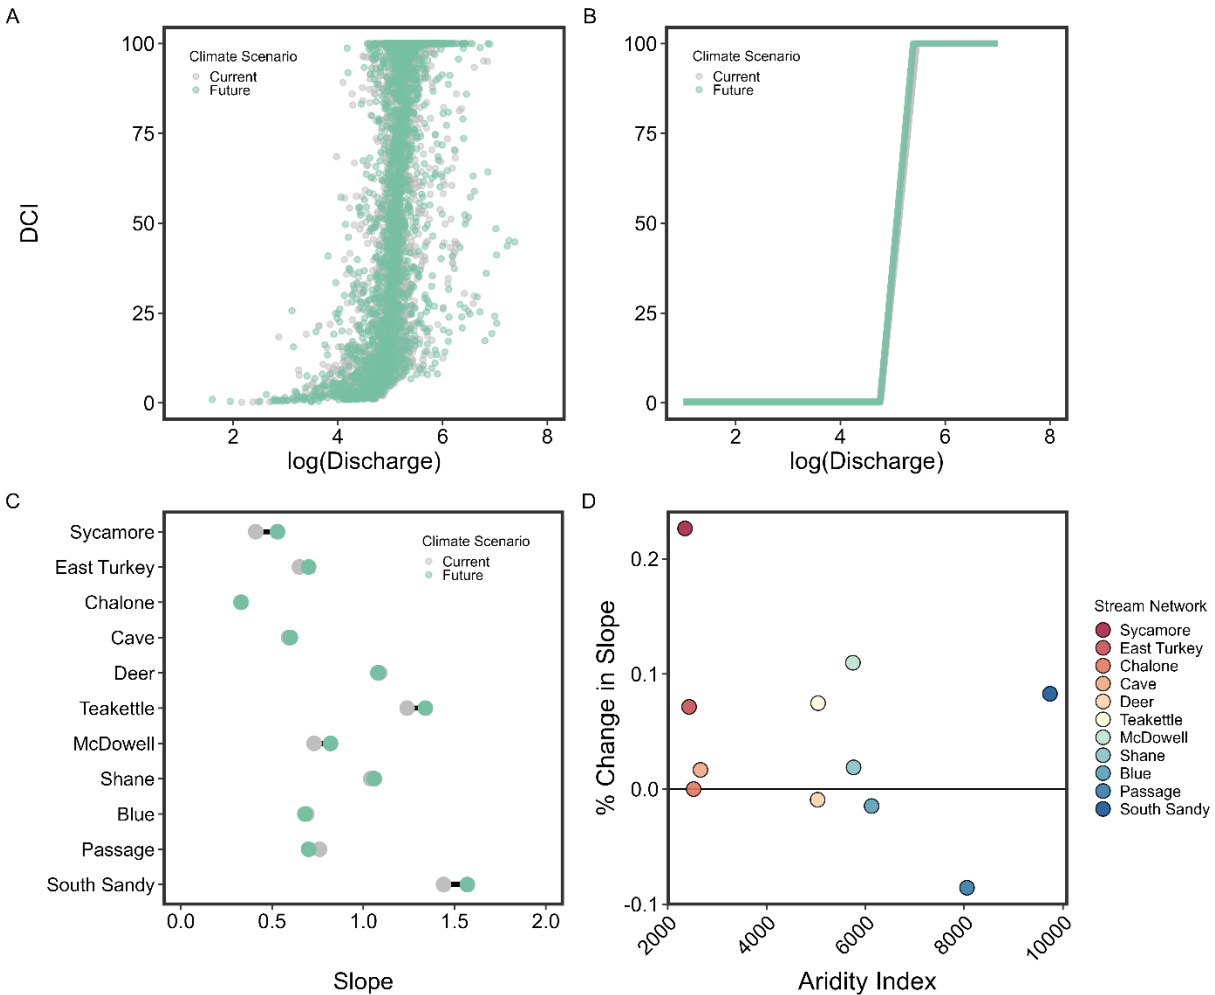 A
Climate Scenario
Current
Future
100
75
50
25
0
DCI
2 4 6 8
log(Discharge)
B
Climate Scenario
Current
Future
100
75
50
25
0
2 4 6 8
log(Discharge)
C
Sycamore
East Turkey
Chalone
Cave
Deer
Teakettle
McDowell
Shane
Blue
Passage
South Sandy
Climate Scenario
Current
Future
0.0 0.5 1.0 1.5 2.0
Slope
D
% Change in Slope
0.2
0.1
0.0
-0.1
2000 4000 6000 8000 10000
Aridity Index
Stream Network
Sycamore
East Turkey
Chalone
Cave
Deer
Teakettle
McDowell
Shane
Blue
Passage
South Sandy